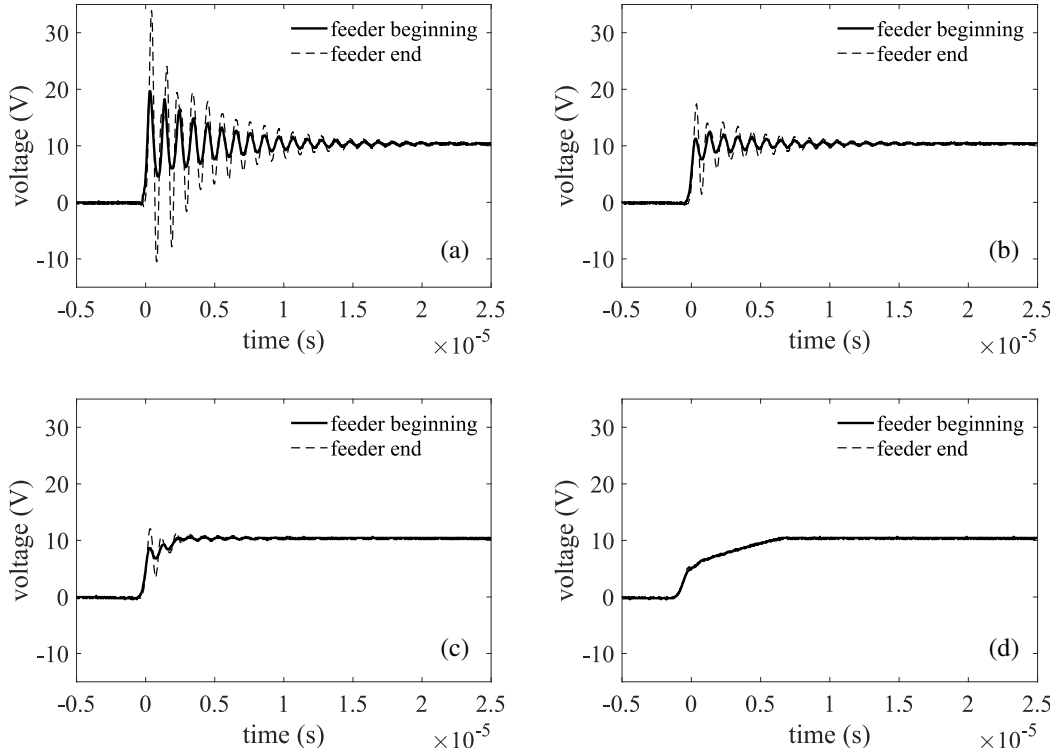 30
20
10
0
-10
voltage (V)
feeder beginning
feeder end
(a)
-0.5 0 0.5 1 1.5 2 2.5
time (s)
×10⁻⁵
30
20
10
0
-10
voltage (V)
feeder beginning
feeder end
(b)
-0.5 0 0.5 1 1.5 2 2.5
time (s)
×10⁻⁵
30
20
10
0
-10
voltage (V)
feeder beginning
feeder end
(c)
-0.5 0 0.5 1 1.5 2 2.5
time (s)
×10⁻⁵
30
20
10
0
-10
voltage (V)
feeder beginning
feeder end
(d)
-0.5 0 0.5 1 1.5 2 2.5
time (s)
×10⁻⁵